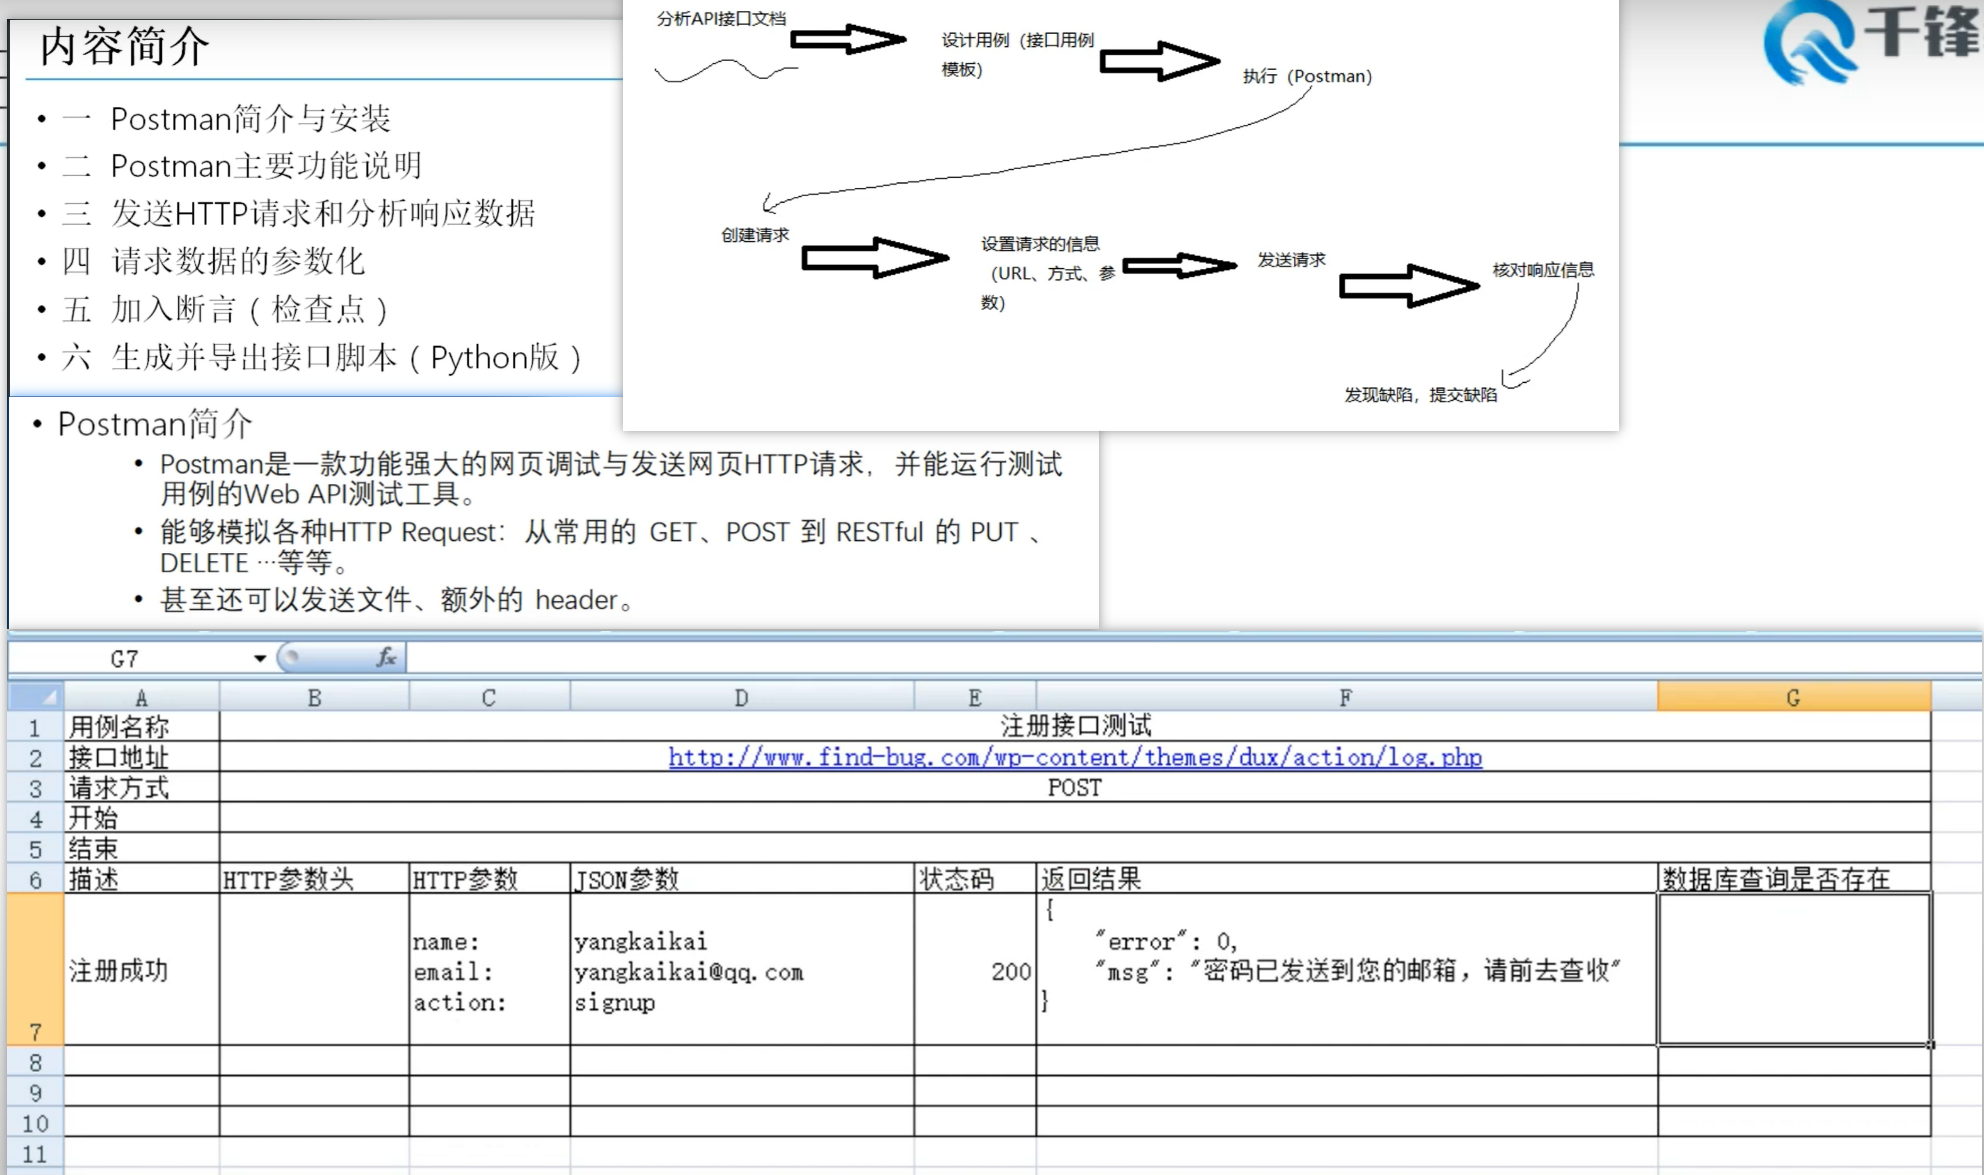 内容简介
• 一 Postman简介与安装
• 二 Postman主要功能说明
• 三 发送HTTP请求和分析响应数据
• 四 请求数据的参数化
• 五 加入断言（检查点）
• 六 生成并导出接口脚本（Python版）
分析API接口文档
设计用例（接口用例
模板）
执行（Postman）
创建请求
设置请求的信息
（URL、方式、参
数）
发送请求
核对响应信息
发现缺陷，提交缺陷
千锋
• Postman简介
• Postman是一款功能强大的网页调试与发送网页HTTP请求，并能运行测试
用例的Web API测试工具。
• 能够模拟各种HTTP Request：从常用的 GET、POST 到 RESTful 的 PUT 、
DELETE …等等。
• 甚至还可以发送文件、额外的 header。
G7 fx
A B C D E F G
1 用例名称 注册接口测试
2 接口地址 http://www.find-bug.com/wp-content/themes/dux/action/log.php
3 请求方式 POST
4 开始
5 结束
6 描述 HTTP参数头 HTTP参数 JSON参数 状态码 返回结果 数据库查询是否存在
{
name: yangkaikai "error": 0,
注册成功 email: yangkaikai@qq.com 200 "msg": "密码已发送到您的邮箱，请前去查收"
action: signup }
7
8
9
10
11